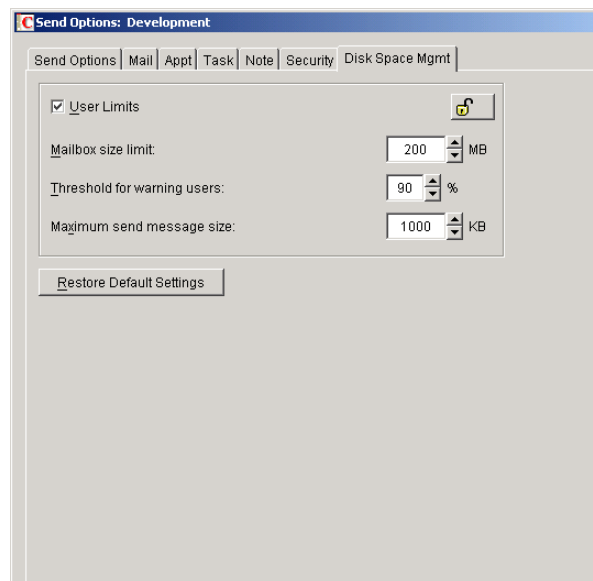 Send Options: Development
Send Options Mail Appt Task Note Security Disk Space Mgmt
User Limits
Mailbox size limit: 200 MB
Threshold for warning users: 90 %
Maximum send message size: 1000 KB
Restore Default Settings